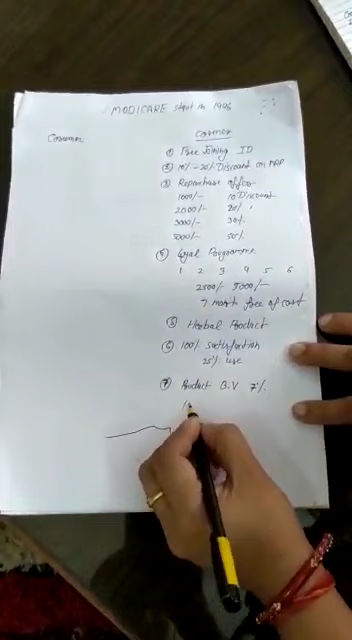 MODICARE start in 1996
Consumer
① Free Joining ID
② 10% - 20% Discount on MRP
③ Repurchase offer
1000/- 10 Discount
2000/- 20% "
3000/- 30%
5000/- 50%
④ Loyal Programme
1 2 3 4 5 6
2500/- 5000/-
7 month free of cost
⑤ Herbal Product
⑥ 100% Satisfaction
25% use
⑦ Product B.V 7%